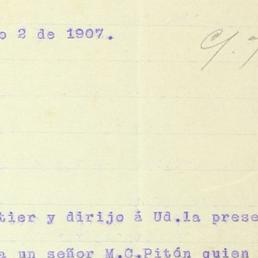 o 2 de 1907.
tier y dirijo á Ud.la prese
a un señor M.C.Pitón quien